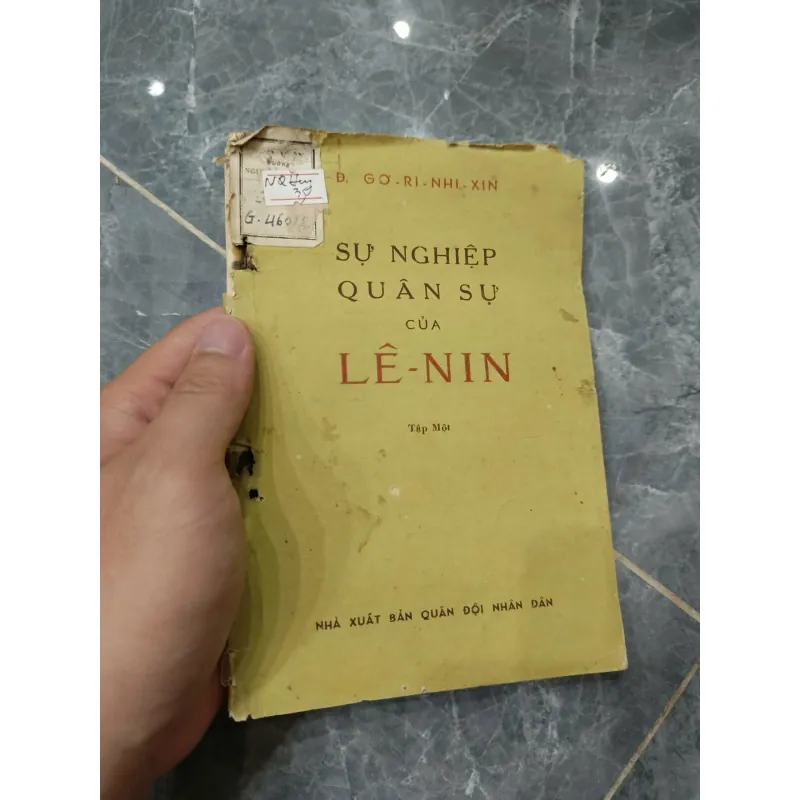 Đ. GƠ-RI-NHI-XIN
SỰ NGHIỆP
QUÂN SỰ
CỦA
LÊ-NIN
Tập Một
NHÀ XUẤT BẢN QUÂN ĐỘI NHÂN DÂN